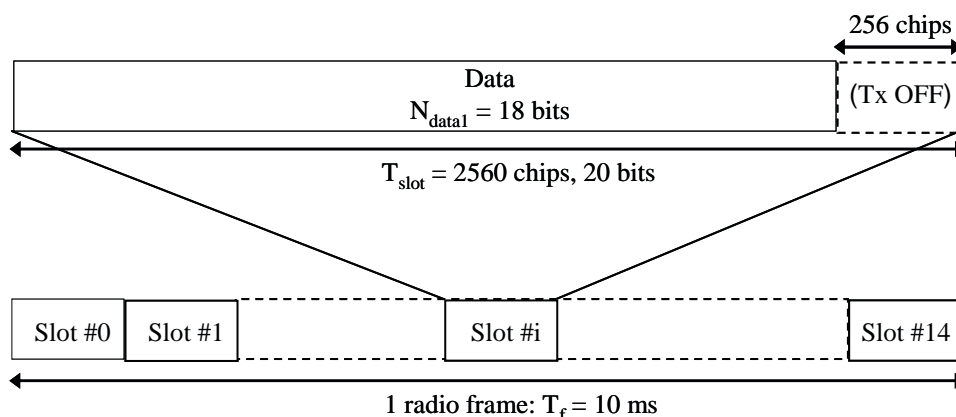 256 chips
Data
(Tx OFF)
N_data1 = 18 bits
T_slot = 2560 chips, 20 bits
Slot #0
Slot #1
Slot #i
Slot #14
1 radio frame: T_f = 10 ms